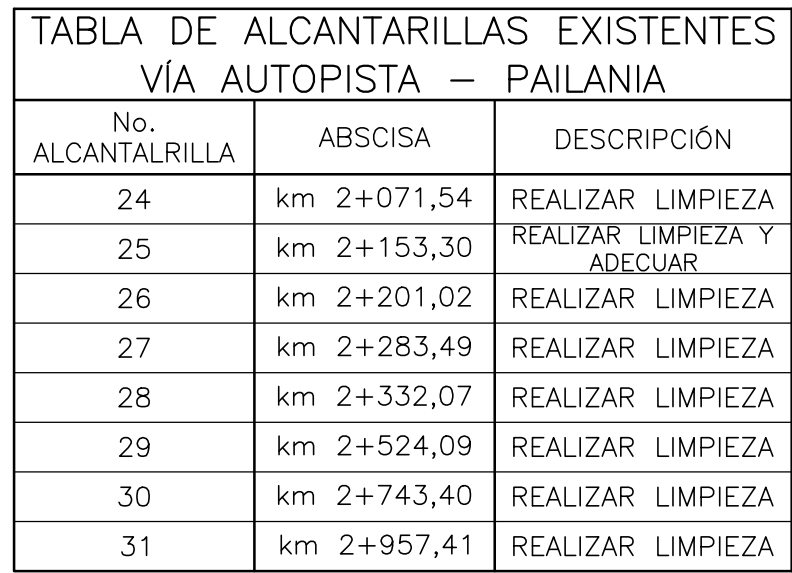 TABLA DE ALCANTARILLAS EXISTENTES
VÍA AUTOPISTA – PAILANIA
No.
ALCANTALRILLA
ABSCISA
DESCRIPCIÓN
24 km 2+071,54 REALIZAR LIMPIEZA
25 km 2+153,30 REALIZAR LIMPIEZA Y
ADECUAR
26 km 2+201,02 REALIZAR LIMPIEZA
27 km 2+283,49 REALIZAR LIMPIEZA
28 km 2+332,07 REALIZAR LIMPIEZA
29 km 2+524,09 REALIZAR LIMPIEZA
30 km 2+743,40 REALIZAR LIMPIEZA
31 km 2+957,41 REALIZAR LIMPIEZA